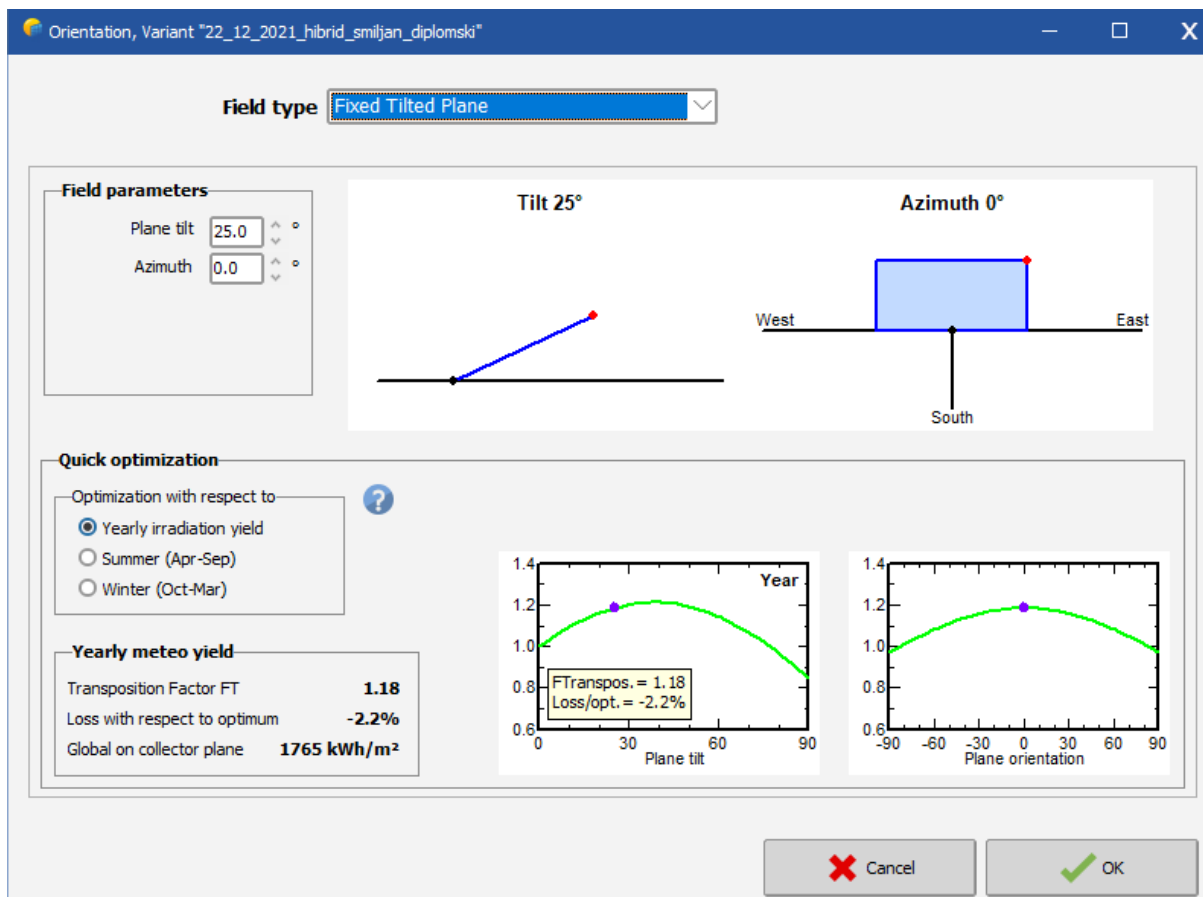 Orientation, Variant "22_12_2021_hibrid_smiljan_diplomski"
Field type Fixed Tilted Plane
Field parameters
Plane tilt 25.0 °
Azimuth 0.0 °
Tilt 25°
Azimuth 0°
West East
South
Quick optimization
Optimization with respect to
Yearly irradiation yield
Summer (Apr-Sep)
Winter (Oct-Mar)
?
Yearly meteo yield
Transposition Factor FT 1.18
Loss with respect to optimum -2.2%
Global on collector plane 1765 kWh/m²
Year
1.4
1.2
1.0
0.8
0.6
FTranspos. = 1.18
Loss/opt. = -2.2%
0 30 60 90
Plane tilt
1.4
1.2
1.0
0.8
0.6
-90 -60 -30 0 30 60 90
Plane orientation
Cancel
OK